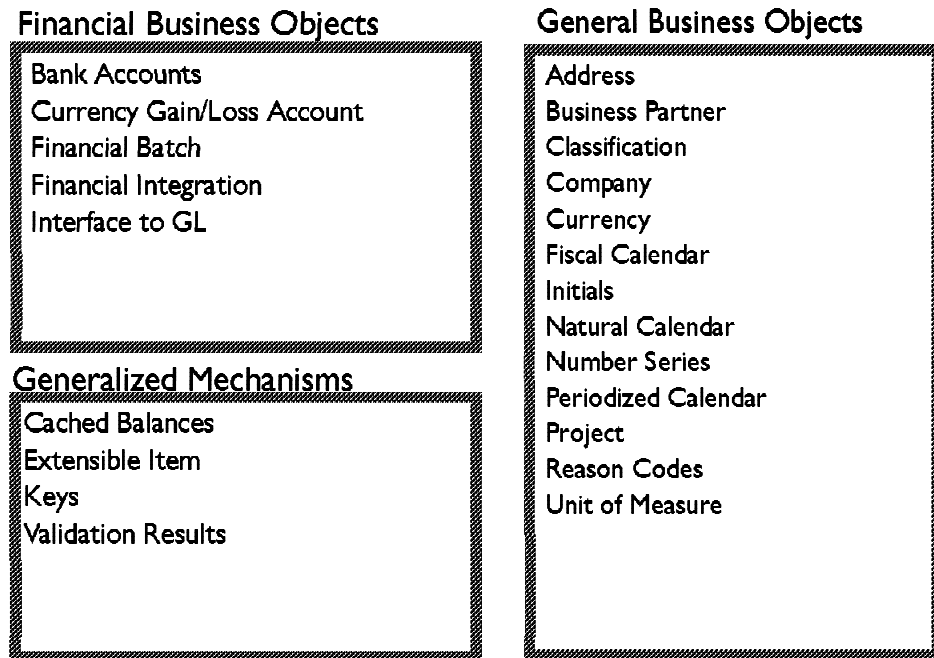 Financial Business Objects
Bank Accounts
Currency Gain/Loss Account
Financial Batch
Financial Integration
Interface to GL
Generalized Mechanisms
Cached Balances
Extensible Item
Keys
Validation Results
General Business Objects
Address
Business Partner
Classification
Company
Currency
Fiscal Calendar
Initials
Natural Calendar
Number Series
Periodized Calendar
Project
Reason Codes
Unit of Measure